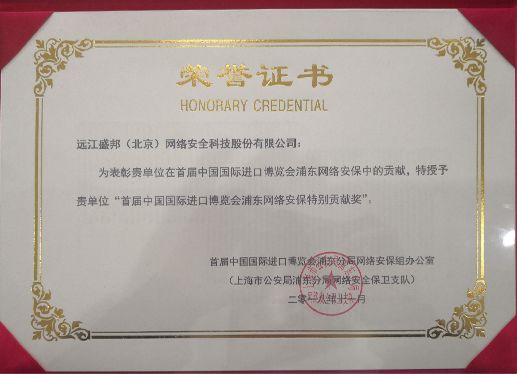 荣誉证书
HONORARY CREDENTIAL
远江盛邦（北京）网络安全科技股份有限公司：
为表彰贵单位在首届中国国际进口博览会浦东网络安保中的贡献，特授予
贵单位“首届中国国际进口博览会浦东网络安保特别贡献奖”。
首届中国国际进口博览会浦东分局网络安保组办公室
（上海市公安局浦东分局网络安全保卫支队）
二〇一八年十一月